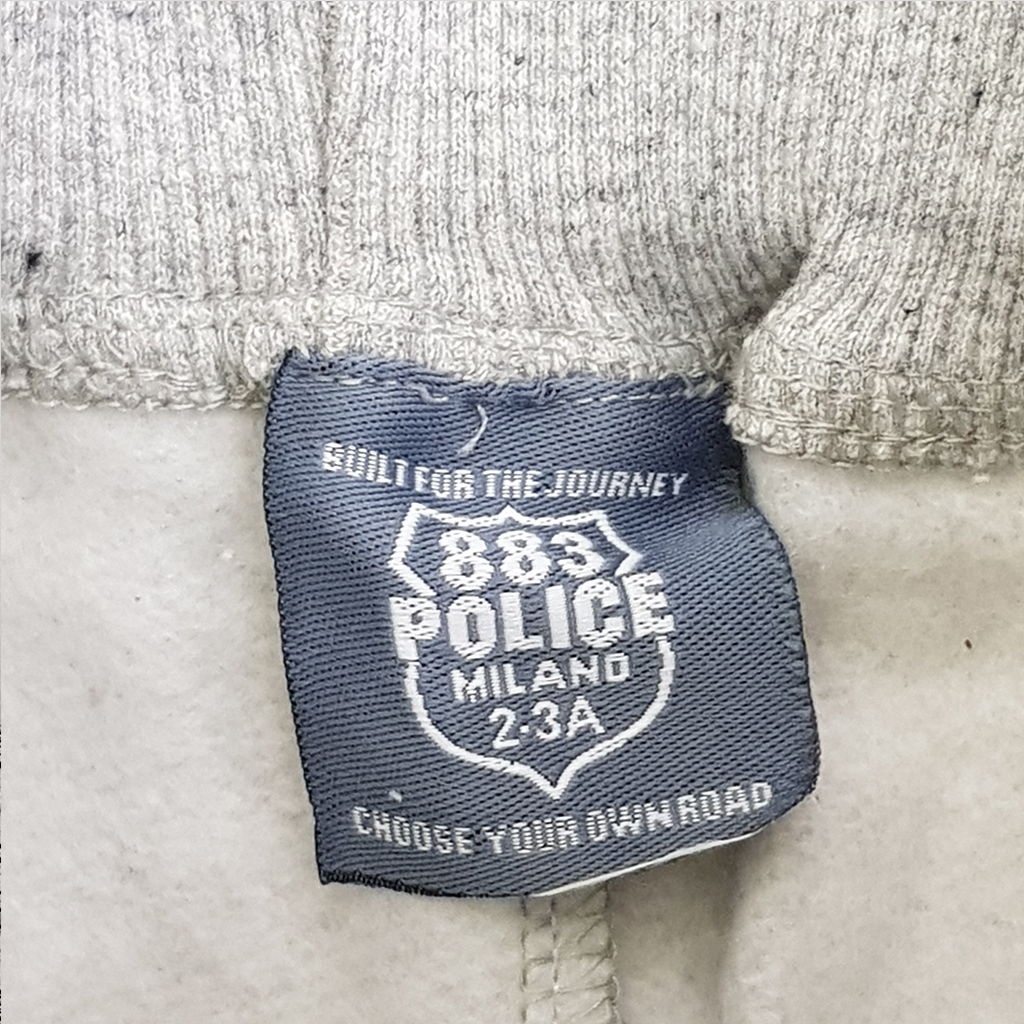 BUILT FOR THE JOURNEY
883
POLICE
MILANO
2-3A
CHOOSE YOUR OWN ROAD